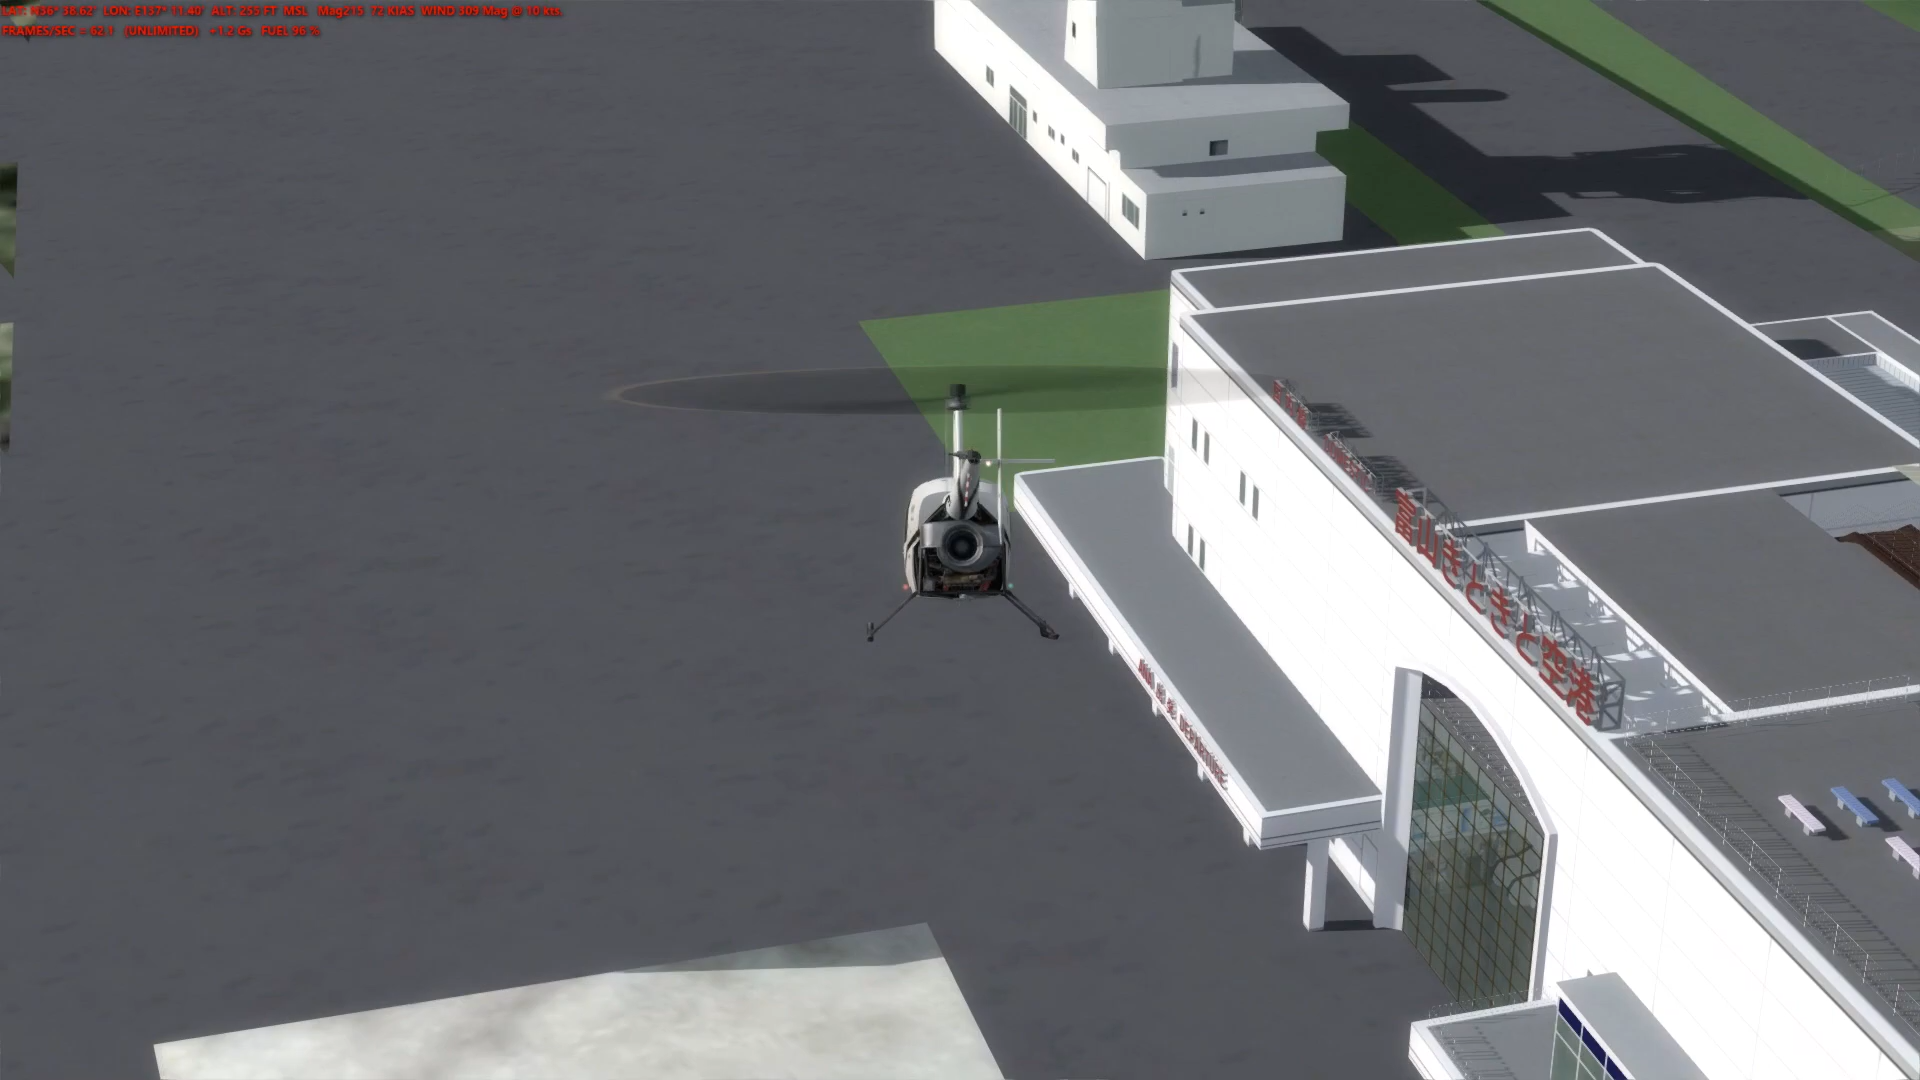 LAT: N36° 38.62' LON: E137° 11.40' ALT: 255 FT MSL Mag215 72 KIAS WIND 309 Mag @ 10 kts
FRAMES/SEC = 62.1 (UNLIMITED) +1.2 Gs FUEL 96 %
富山きときと空港
DEPARTURE